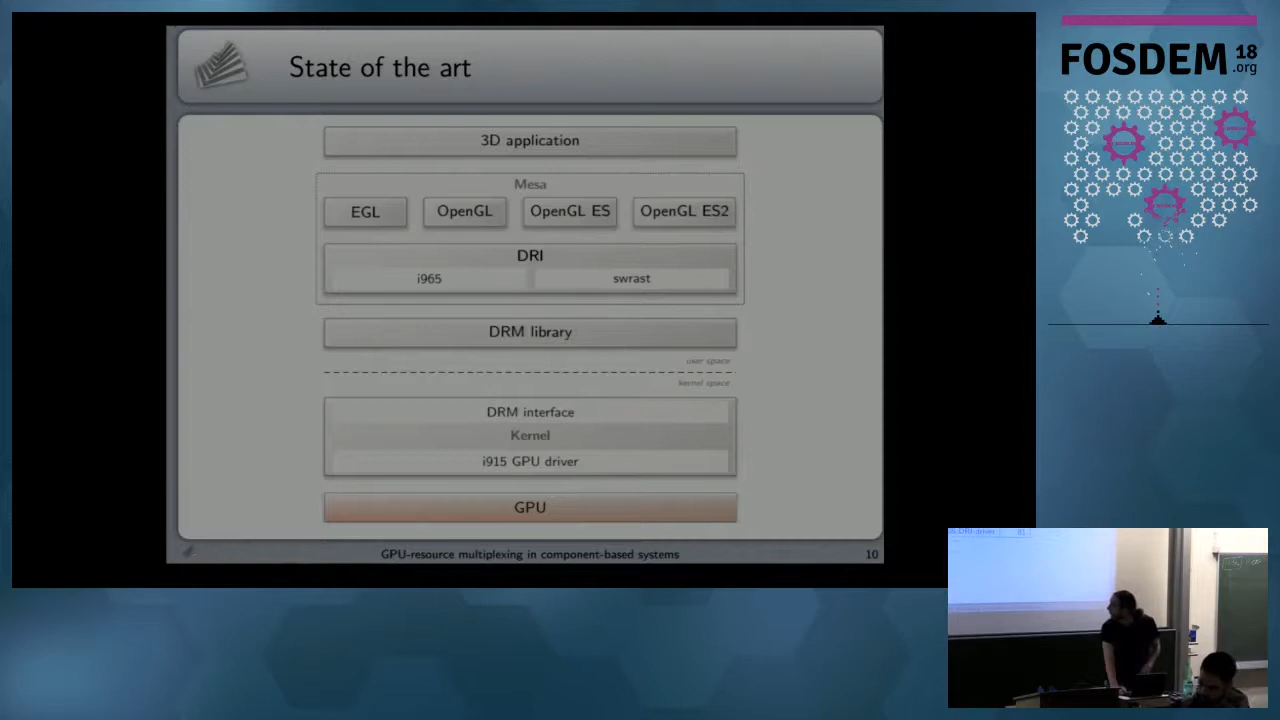 State of the art
3D application
Mesa
EGL OpenGL OpenGL ES OpenGL ES2
DRI
i965 swrast
DRM library
user space
kernel space
DRM interface
Kernel
i915 GPU driver
GPU
GPU-resource multiplexing in component-based systems 10
FOSDEM 18
.org